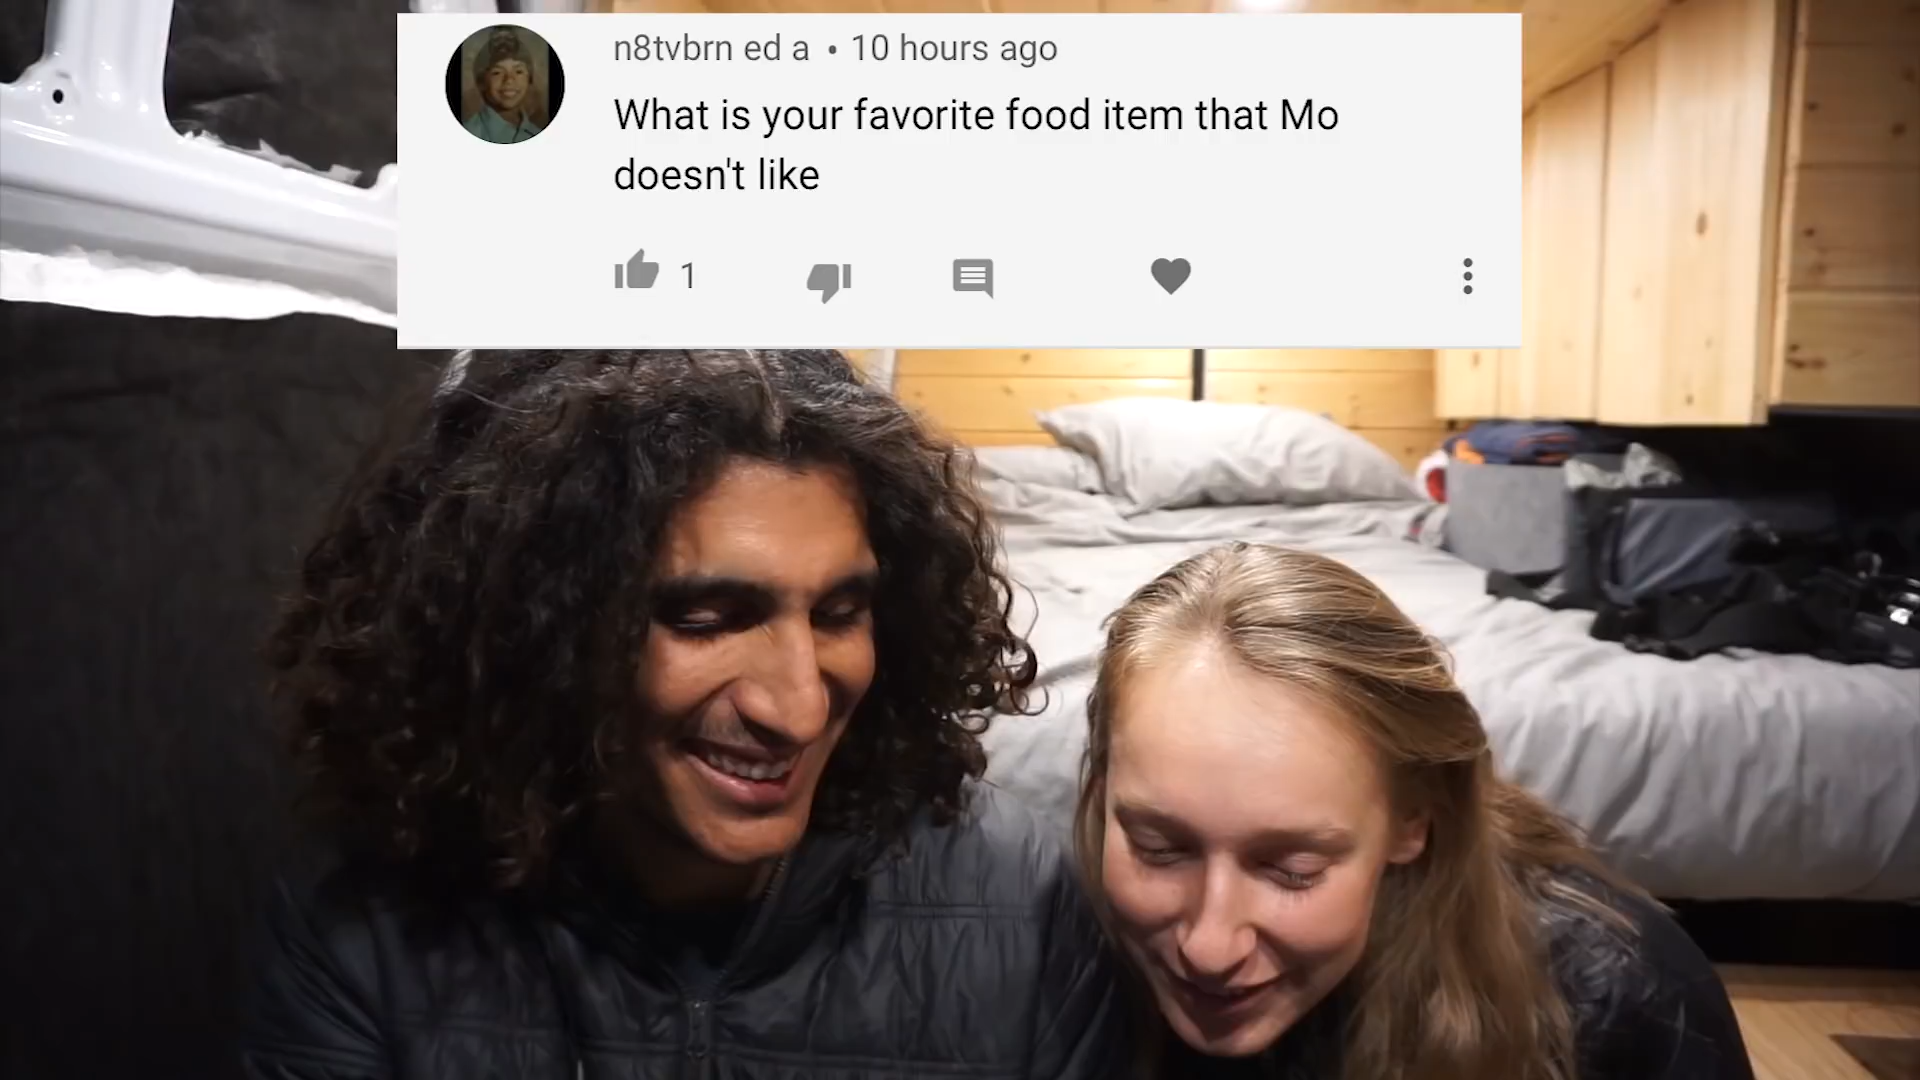 n8tvbrn ed a • 10 hours ago
What is your favorite food item that Mo
doesn't like
1